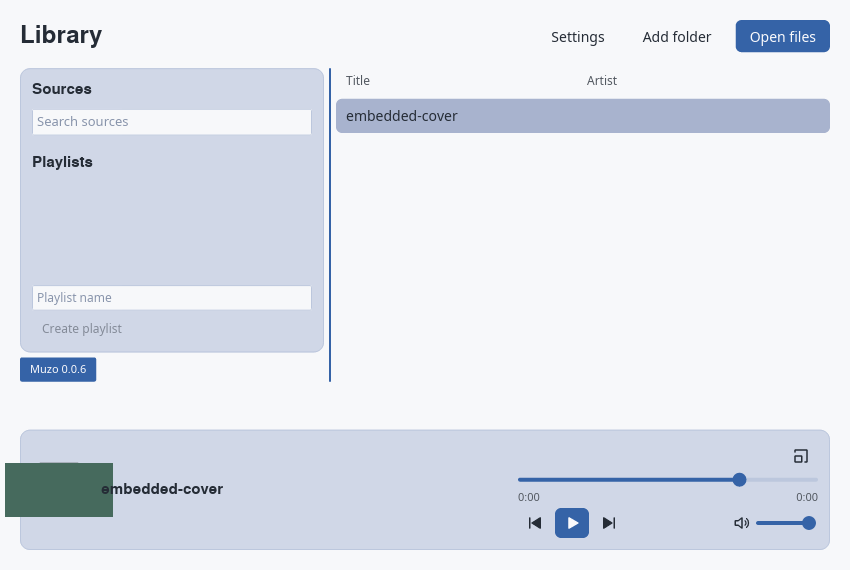 Library
Settings
Add folder
Open files
Sources
Search sources
Playlists
Playlist name
Create playlist
Muzo 0.0.6
Title
Artist
embedded-cover
embedded-cover
0:00
0:00